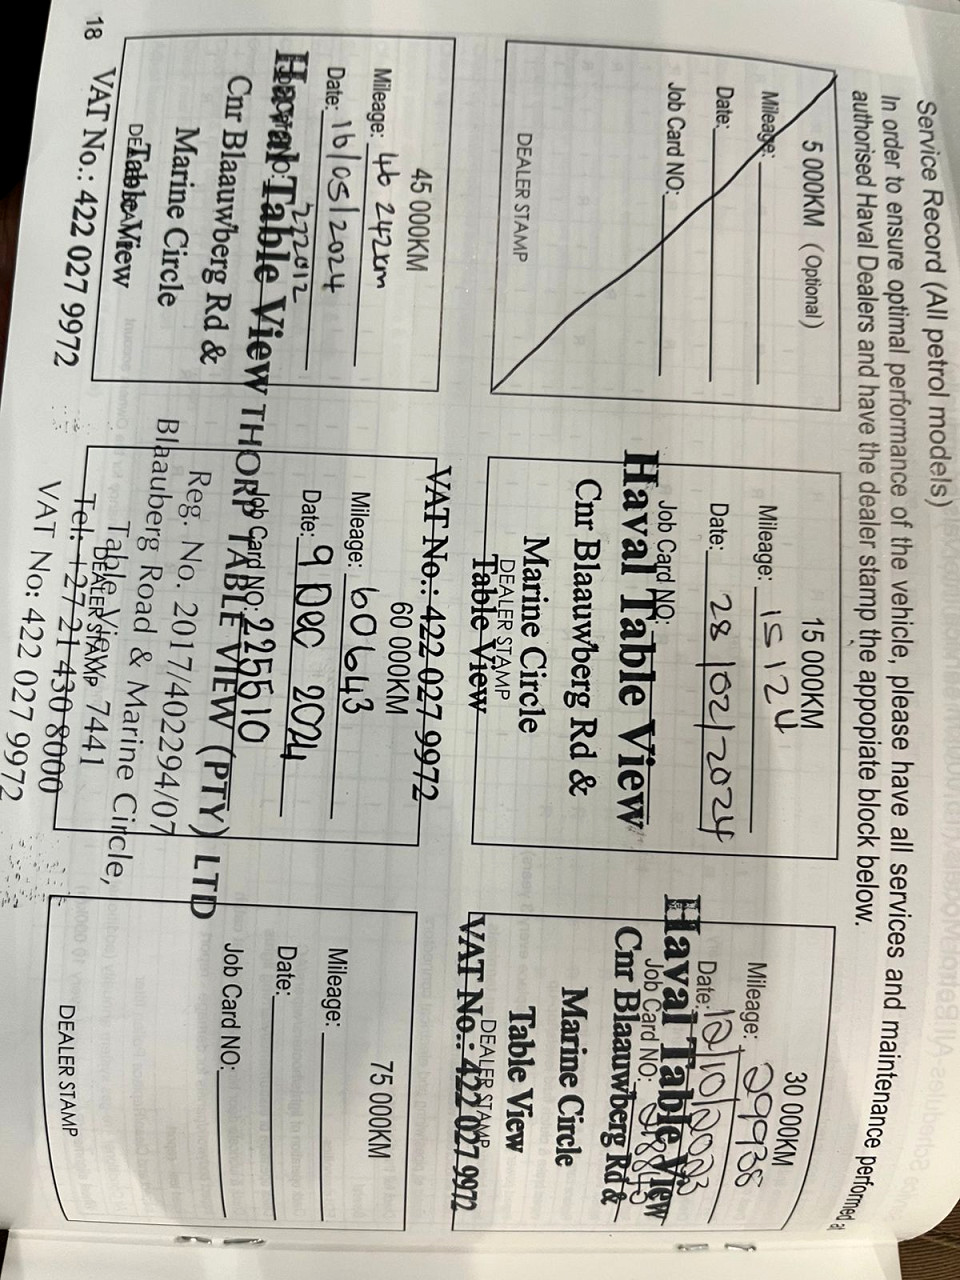 Service Record (All petrol models)
In order to ensure optimal performance of the vehicle, please have all services and maintenance performed
authorised Haval Dealers and have the dealer stamp the appopiate block below.
5 000KM (Optional)
Mileage:
Date:
Job Card NO:
DEALER STAMP
15 000KM
Mileage: 15 124
Date: 28/02/2024
Job Card NO:
Haval Table View
Cnr Blaauwberg Rd &
Marine Circle
DEALER STAMP
Table View
VAT No.: 422 027 9972
30 000KM
Mileage: 29938
Date: 12/10/2023
Haval Table View
Job Card NO:
Cnr Blaauwberg Rd &
Marine Circle
Table View
DEALER STAMP
VAT No.: 422 027 9972
45 000KM
Mileage: 46 242km
Date: 16/05/2024
222012
Haval Table View
Cnr Blaauwberg Rd &
Marine Circle
Table View
VAT No.: 422 027 9972
60 000KM
Mileage: 60643
Date: 9 Dec 2024
Job Card NO: 225510
THORP TABLE VIEW (PTY) LTD
Reg. No. 2017/402294/07
Blaauberg Road & Marine Circle,
Table View, 7441
DEALER STAMP
Tel: +27 21 430 8000
VAT No: 422 027 9972
75 000KM
Mileage:
Date:
Job Card NO:
DEALER STAMP
18